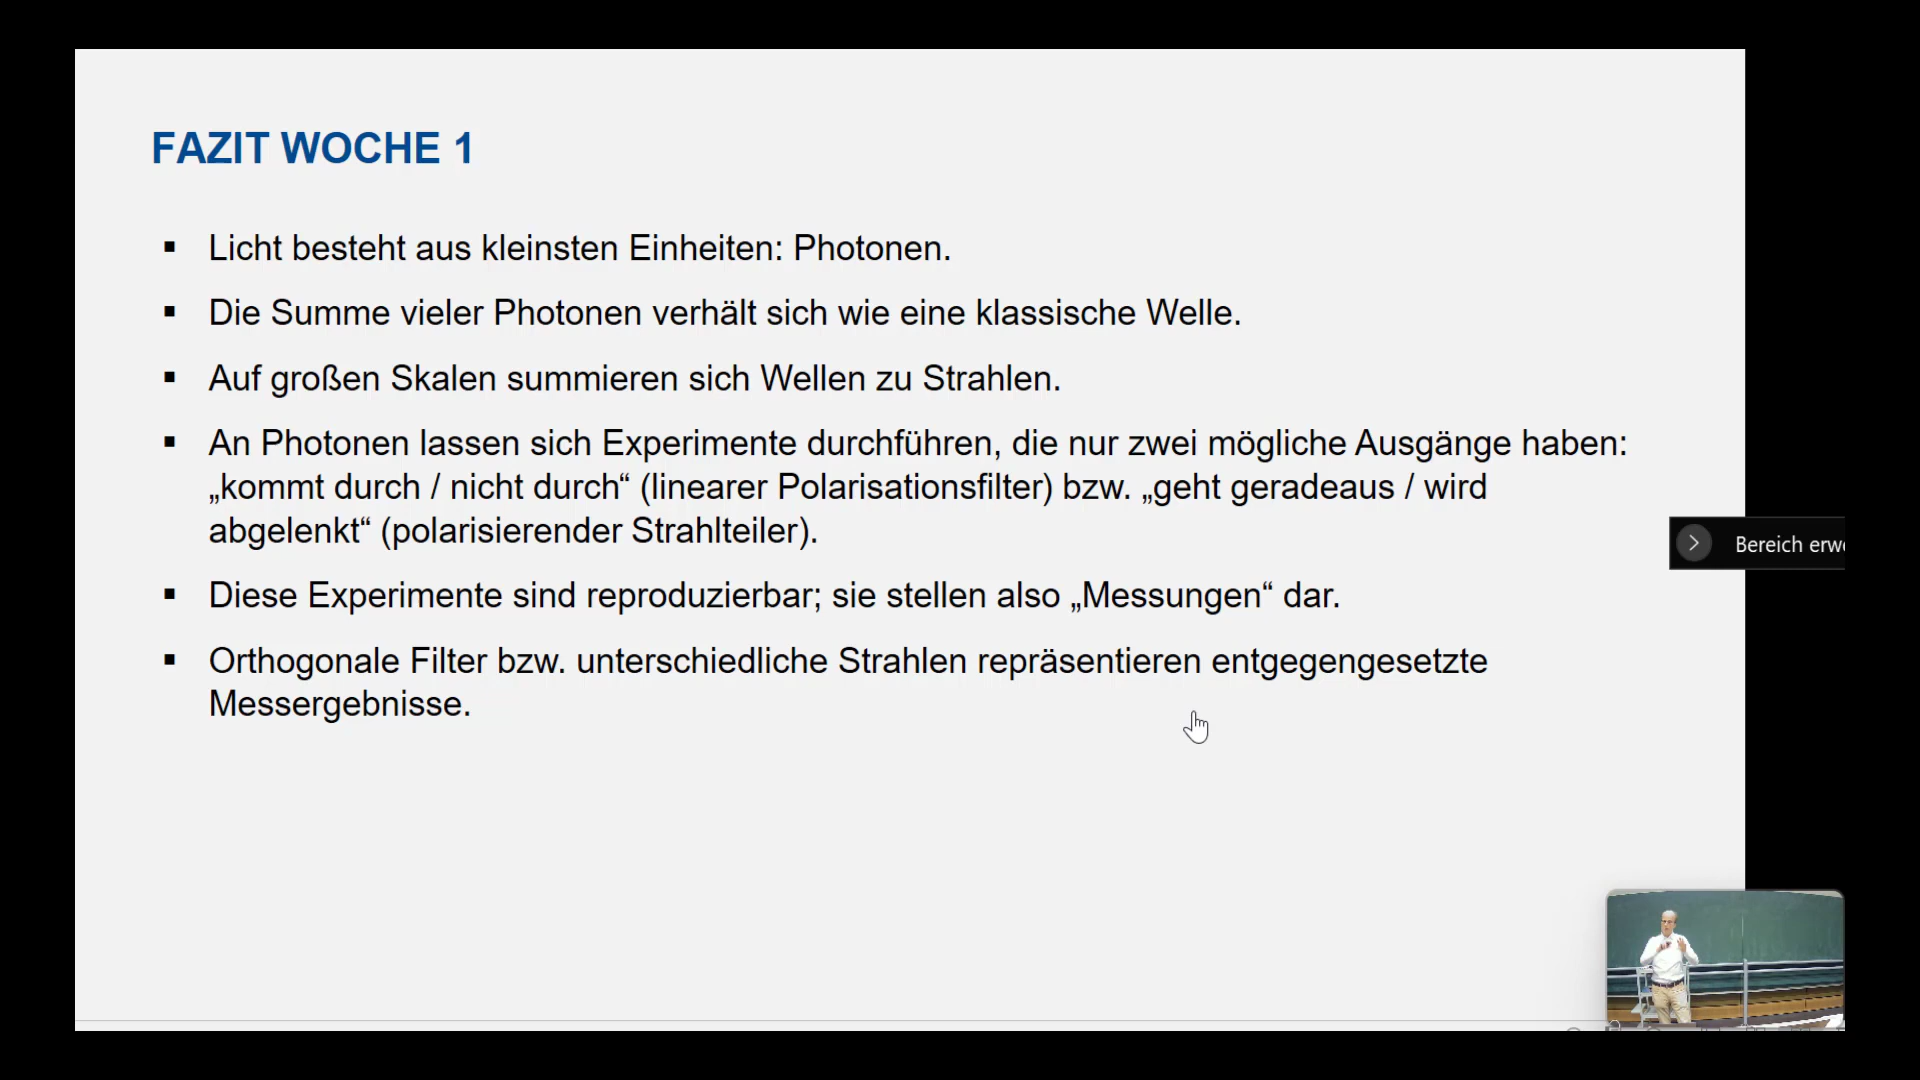 FAZIT WOCHE 1
▪ Licht besteht aus kleinsten Einheiten: Photonen.
▪ Die Summe vieler Photonen verhält sich wie eine klassische Welle.
▪ Auf großen Skalen summieren sich Wellen zu Strahlen.
▪ An Photonen lassen sich Experimente durchführen, die nur zwei mögliche Ausgänge haben:
„kommt durch / nicht durch“ (linearer Polarisationsfilter) bzw. „geht geradeaus / wird
abgelenkt“ (polarisierender Strahlteiler).
▪ Diese Experimente sind reproduzierbar; sie stellen also „Messungen“ dar.
▪ Orthogonale Filter bzw. unterschiedliche Strahlen repräsentieren entgegengesetzte
Messergebnisse.
Bereich